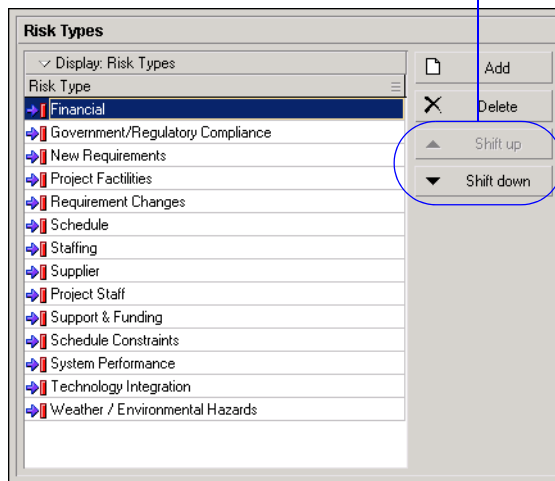 Risk Types
Display: Risk Types
Risk Type
Financial
Government/Regulatory Compliance
New Requirements
Project Factilities
Requirement Changes
Schedule
Staffing
Supplier
Project Staff
Support & Funding
Schedule Constraints
System Performance
Technology Integration
Weather / Environmental Hazards
Add
Delete
Shift up
Shift down